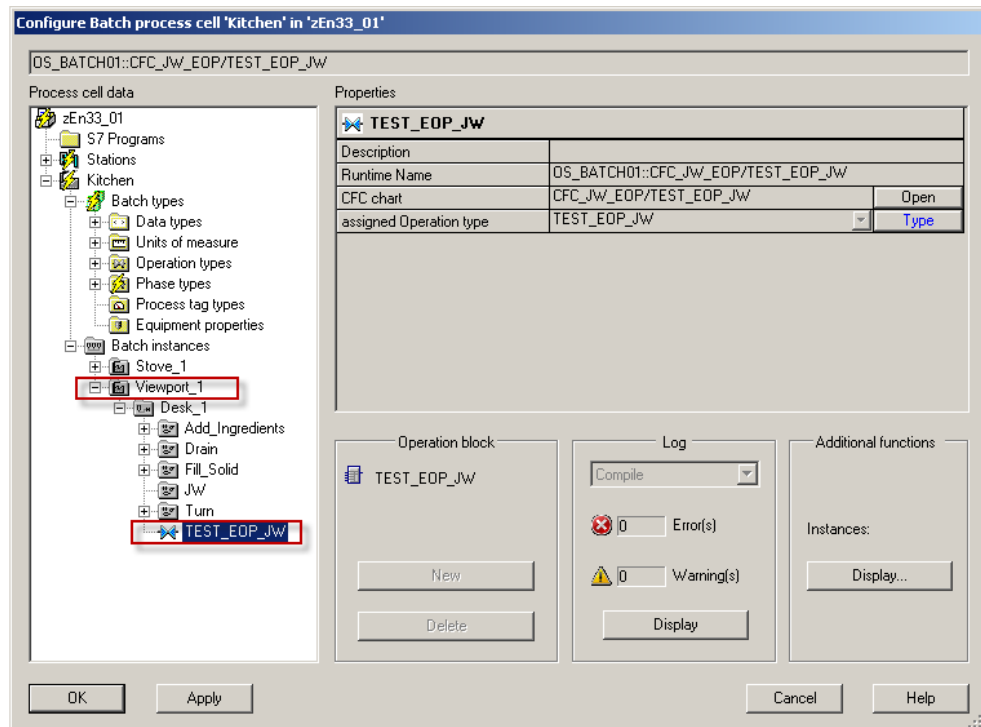 Configure Batch process cell 'Kitchen' in 'zEn33_01'
OS_BATCH01::CFC_JW_EOP/TEST_EOP_JW
Process cell data
zEn33_01
S7 Programs
Stations
Kitchen
Batch types
Data types
Units of measure
Operation types
Phase types
Process tag types
Equipment properties
Batch instances
Stove_1
Viewport_1
Desk_1
Add_Ingredients
Drain
Fill_Solid
JW
Turn
TEST_EOP_JW
Properties
TEST_EOP_JW
Description
Runtime Name OS_BATCH01::CFC_JW_EOP/TEST_EOP_JW
CFC chart CFC_JW_EOP/TEST_EOP_JW Open
assigned Operation type TEST_EOP_JW Type
Operation block
TEST_EOP_JW
New
Delete
Log
Compile
0 Error(s)
0 Warning(s)
Display
Additional functions
Instances:
Display...
OK Apply Cancel Help